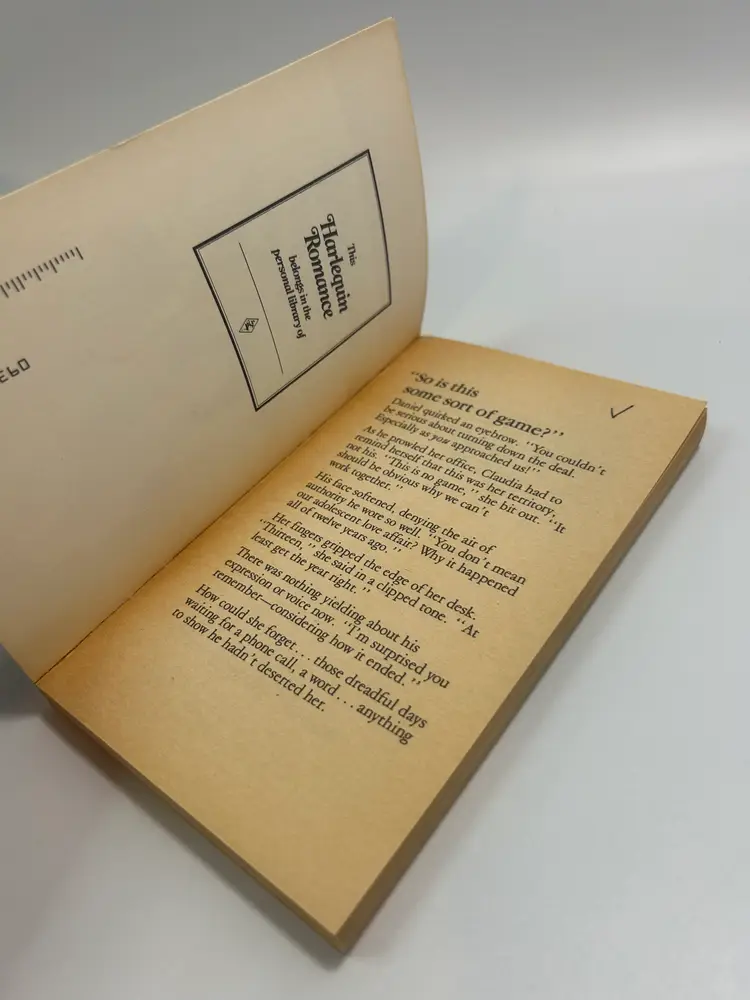 This
Harlequin
Romance
belongs in the
personal library of
“So is this
some sort of game?”
Daniel quirked an eyebrow. “You couldn't
be serious about turning down the deal.
Especially as you approached us!”
As he prowled her office, Claudia had to
remind herself that this was her territory,
not his. “This is no game,” she bit out. “It
should be obvious why we can't
work together.”
His face softened, denying the air of
authority he wore so well. “You don't mean
our adolescent love affair? Why it happened
all of twelve years ago.”
Her fingers gripped the edge of her desk.
“Thirteen,” she said in a clipped tone. “At
least get the year right.”
There was nothing yielding about his
expression or voice now. “I'm surprised you
remember—considering how it ended.”
How could she forget... those dreadful days
waiting for a phone call, a word... anything
to show he hadn't deserted her.